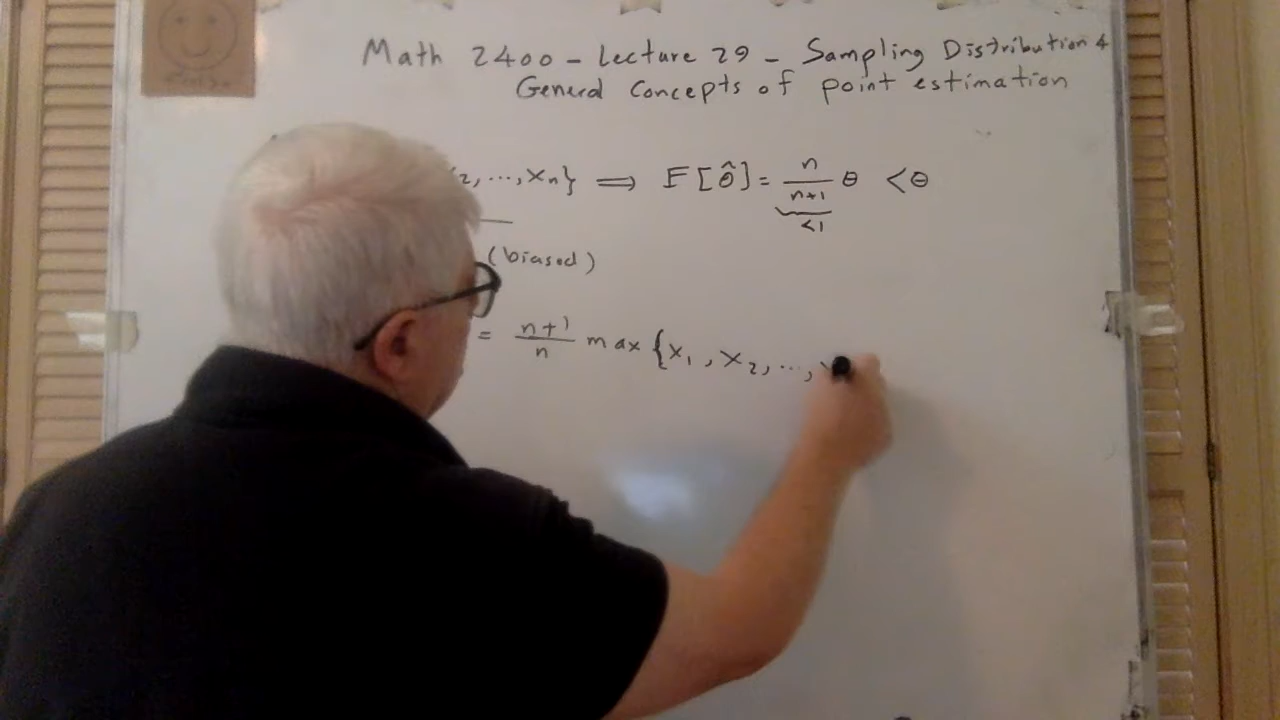 Math 2400 - Lecture 29 - Sampling Distribution &
General Concepts of point estimation
2, ..., Xn} ⟹ E[θ̂] = n/(n+1) θ < θ
<1
(biased)
= (n+1)/n max {X1, X2, ...,